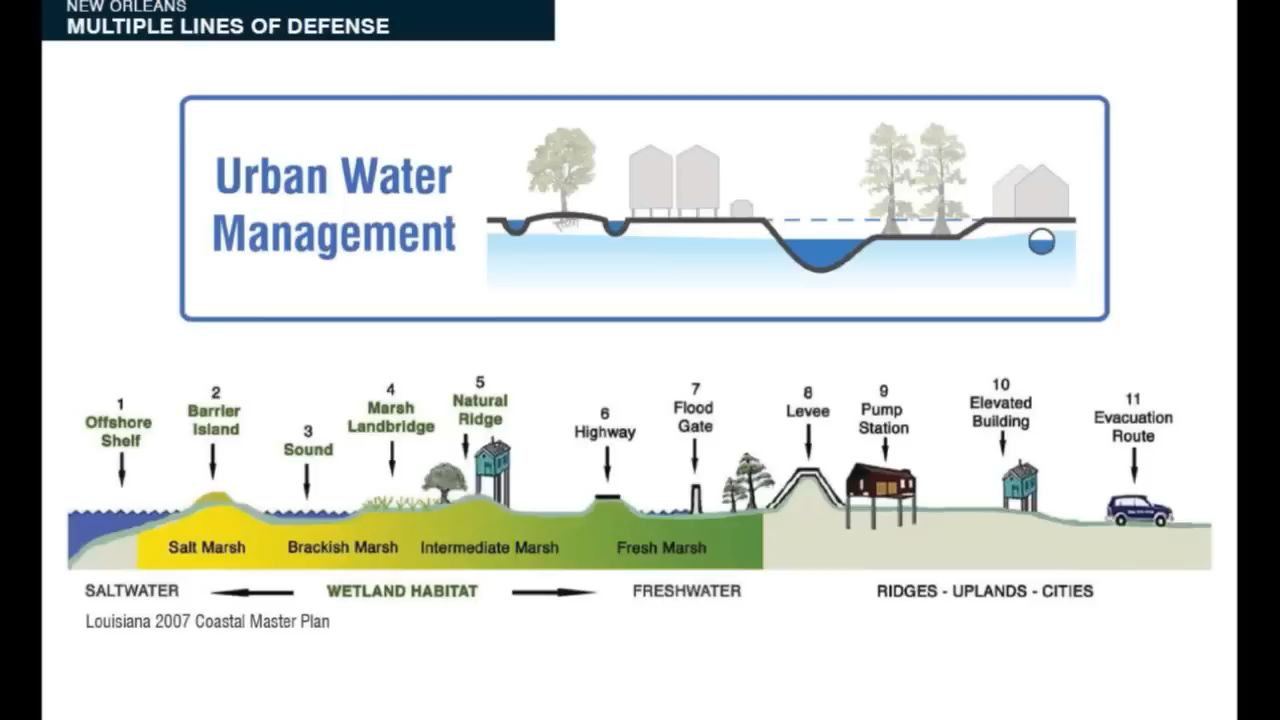 NEW ORLEANS
MULTIPLE LINES OF DEFENSE
Urban Water
Management
1
Offshore
Shelf
2
Barrier
Island
3
Sound
4
Marsh
Landbridge
5
Natural
Ridge
6
Highway
7
Flood
Gate
8
Levee
9
Pump
Station
10
Elevated
Building
11
Evacuation
Route
Salt Marsh
Brackish Marsh
Intermediate Marsh
Fresh Marsh
SALTWATER
WETLAND HABITAT
FRESHWATER
RIDGES - UPLANDS - CITIES
Louisiana 2007 Coastal Master Plan